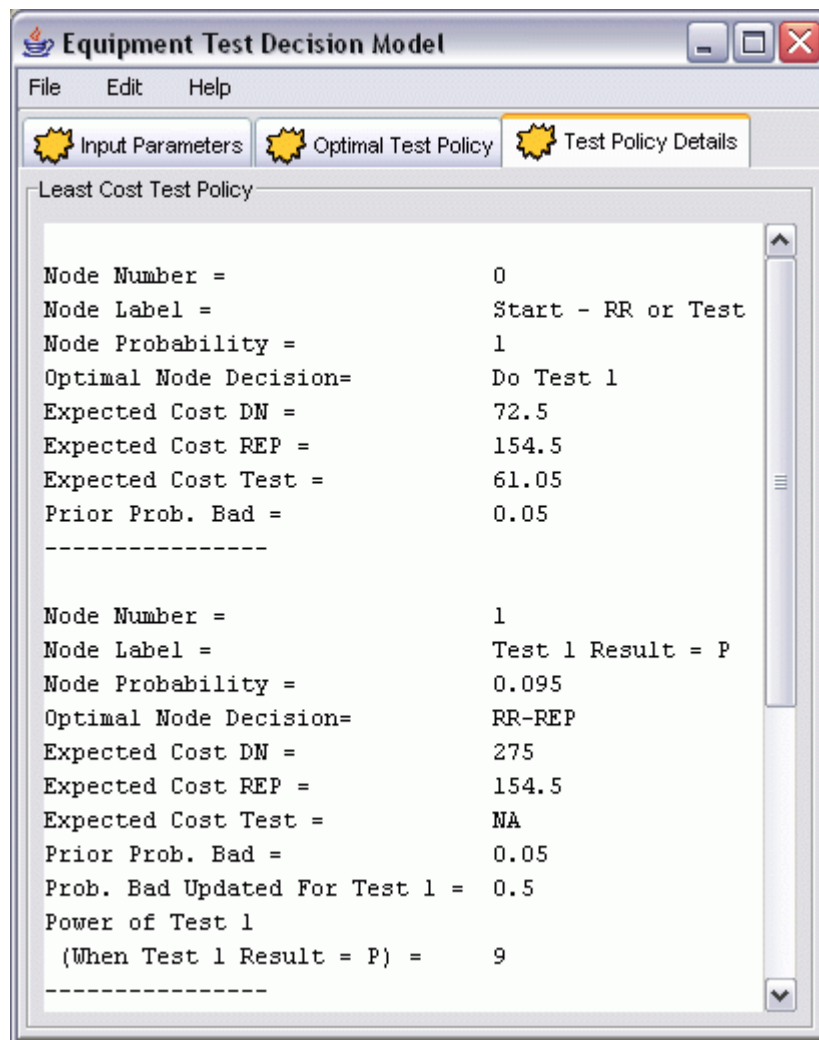 Equipment Test Decision Model
File Edit Help
Input Parameters Optimal Test Policy Test Policy Details
Least Cost Test Policy
Node Number = 0
Node Label = Start - RR or Test
Node Probability = 1
Optimal Node Decision= Do Test 1
Expected Cost DN = 72.5
Expected Cost REP = 154.5
Expected Cost Test = 61.05
Prior Prob. Bad = 0.05
----------------
Node Number = 1
Node Label = Test 1 Result = P
Node Probability = 0.095
Optimal Node Decision= RR-REP
Expected Cost DN = 275
Expected Cost REP = 154.5
Expected Cost Test = NA
Prior Prob. Bad = 0.05
Prob. Bad Updated For Test 1 = 0.5
Power of Test 1
(When Test 1 Result = P) = 9
----------------